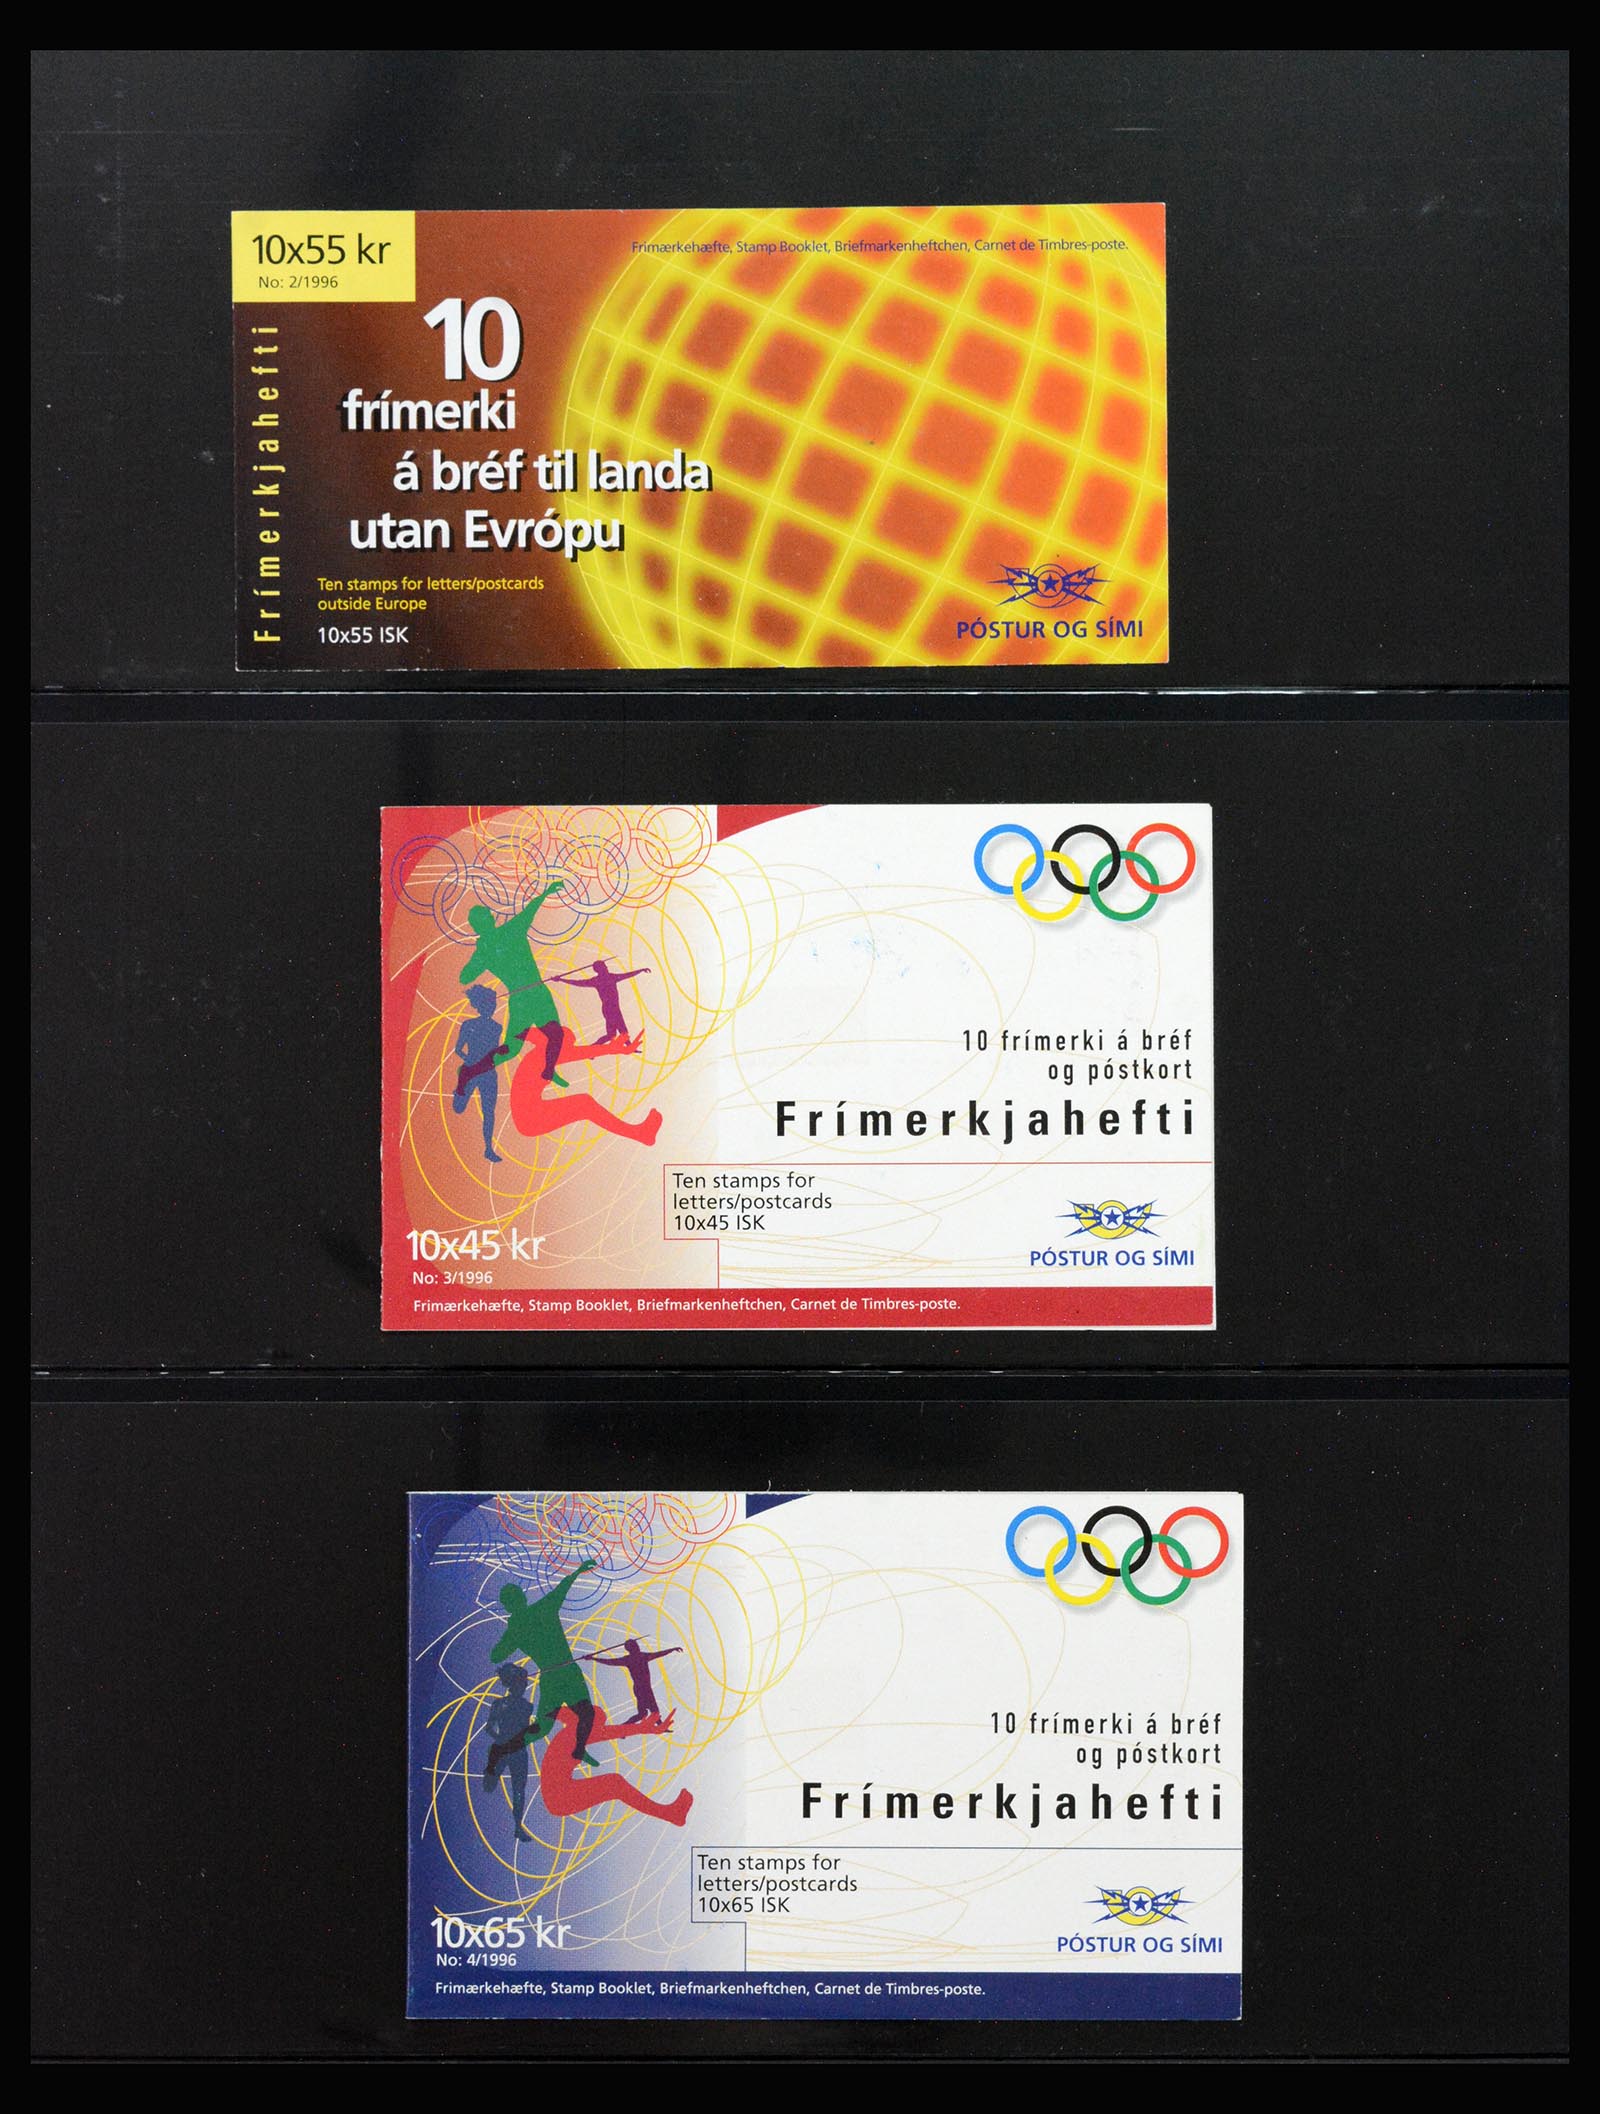 10x55 kr
No: 2/1996
Frimærkehæfte, Stamp Booklet, Briefmarkenheftchen, Carnet de Timbres-poste.
Frímerkjahefti
10
frímerki
á bréf til landa
utan Evrópu
Ten stamps for letters/postcards
outside Europe
10x55 ISK
PÓSTUR OG SÍMI
10 frímerki á bréf
og póstkort
Frímerkjahefti
Ten stamps for
letters/postcards
10x45 ISK
10x45 kr
No: 3/1996
PÓSTUR OG SÍMI
Frimærkehæfte, Stamp Booklet, Briefmarkenheftchen, Carnet de Timbres-poste.
10 frímerki á bréf
og póstkort
Frímerkjahefti
Ten stamps for
letters/postcards
10x65 ISK
10x65 kr
No: 4/1996
PÓSTUR OG SÍMI
Frimærkehæfte, Stamp Booklet, Briefmarkenheftchen, Carnet de Timbres-poste.